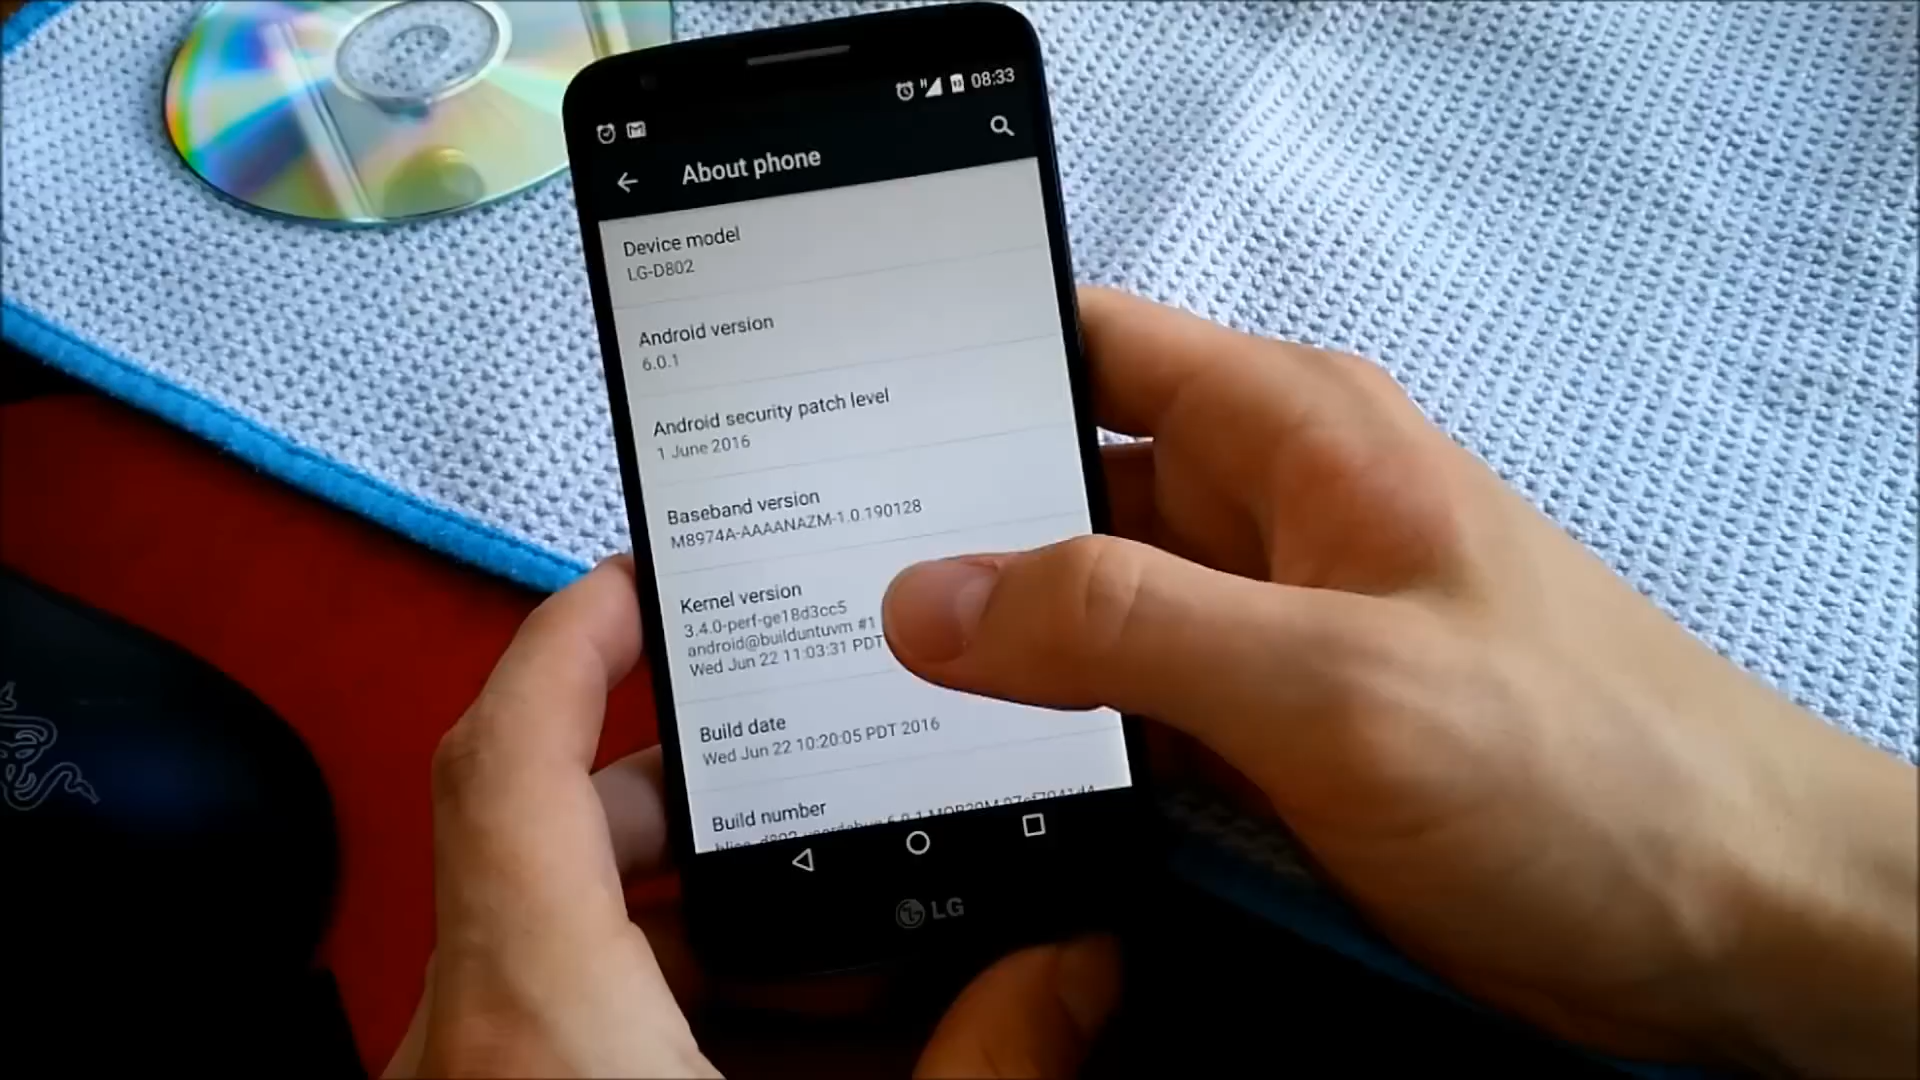 08:33
About phone
Device model
LG-D802
Android version
6.0.1
Android security patch level
1 June 2016
Baseband version
M8974A-AAAANAZM-1.0.190128
Kernel version
3.4.0-perf-ge18d3cc5
android@builduntuvm #1
Wed Jun 22 11:03:31 PDT
Build date
Wed Jun 22 10:20:05 PDT 2016
Build number
LG